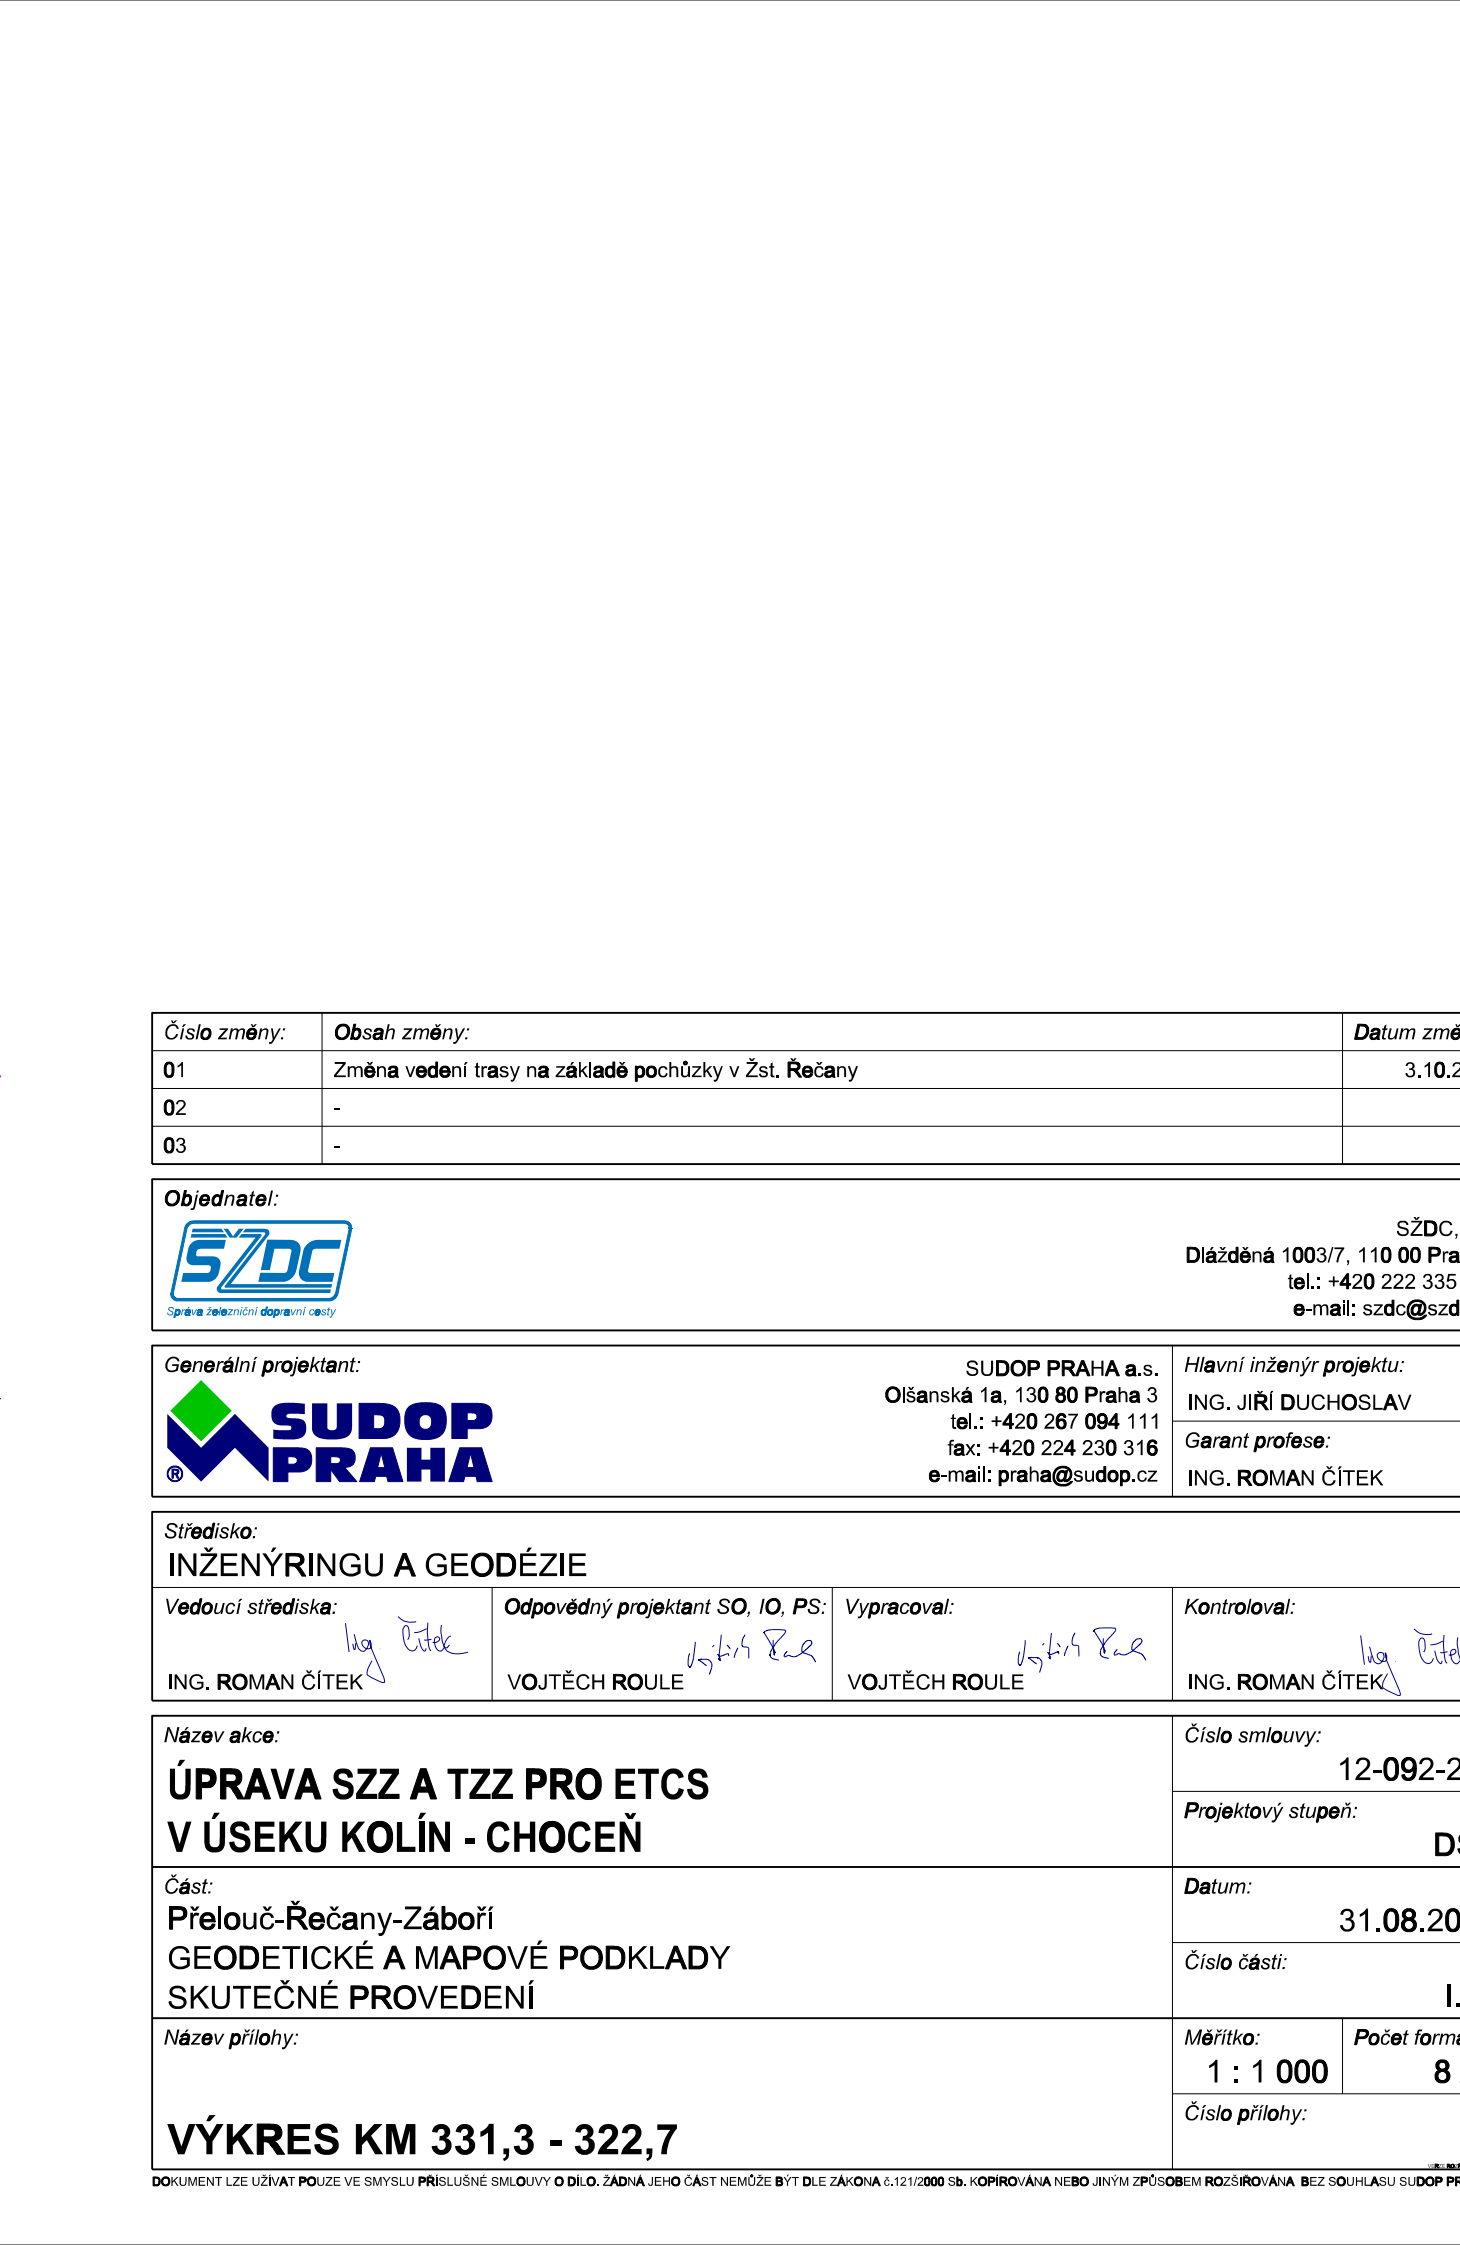 Číslo změny: Obsah změny: Datum změ
01 Změna vedení trasy na základě pochůzky v Žst. Řečany 3.10.2
02 -
03 -
Objednatel:
SŽDC
Správa železniční dopravní cesty
SŽDC,
Dlážděná 1003/7, 110 00 Pra
tel.: +420 222 335
e-mail: szdc@szd
Generální projektant:
SUDOP
PRAHA
®
SUDOP PRAHA a.s.
Olšanská 1a, 130 80 Praha 3
tel.: +420 267 094 111
fax: +420 224 230 316
e-mail: praha@sudop.cz
Hlavní inženýr projektu:
ING. JIŘÍ DUCHOSLAV
Garant profese:
ING. ROMAN ČÍTEK
Středisko:
INŽENÝRINGU A GEODÉZIE
Vedoucí střediska:
Ing. Čítek
ING. ROMAN ČÍTEK
Odpovědný projektant SO, IO, PS:
VOJTĚCH ROULE
Vypracoval:
VOJTĚCH ROULE
Kontroloval:
Ing. Čítek
ING. ROMAN ČÍTEK
Název akce:
ÚPRAVA SZZ A TZZ PRO ETCS
V ÚSEKU KOLÍN - CHOCEŇ
Číslo smlouvy:
12-092-2
Projektový stupeň:
DS
Část:
Přelouč-Řečany-Záboří
GEODETICKÉ A MAPOVÉ PODKLADY
SKUTEČNÉ PROVEDENÍ
Datum:
31.08.20
Číslo části:
I.
Název přílohy:
VÝKRES KM 331,3 - 322,7
Měřítko:
1 : 1 000
Počet forma
8
Číslo přílohy:
DOKUMENT LZE UŽÍVAT POUZE VE SMYSLU PŘÍSLUŠNÉ SMLOUVY O DÍLO. ŽÁDNÁ JEHO ČÁST NEMŮŽE BÝT DLE ZÁKONA č.121/2000 Sb. KOPÍROVÁNA NEBO JINÝM ZPŮSOBEM ROZŠIŘOVÁNA BEZ SOUHLASU SUDOP PR